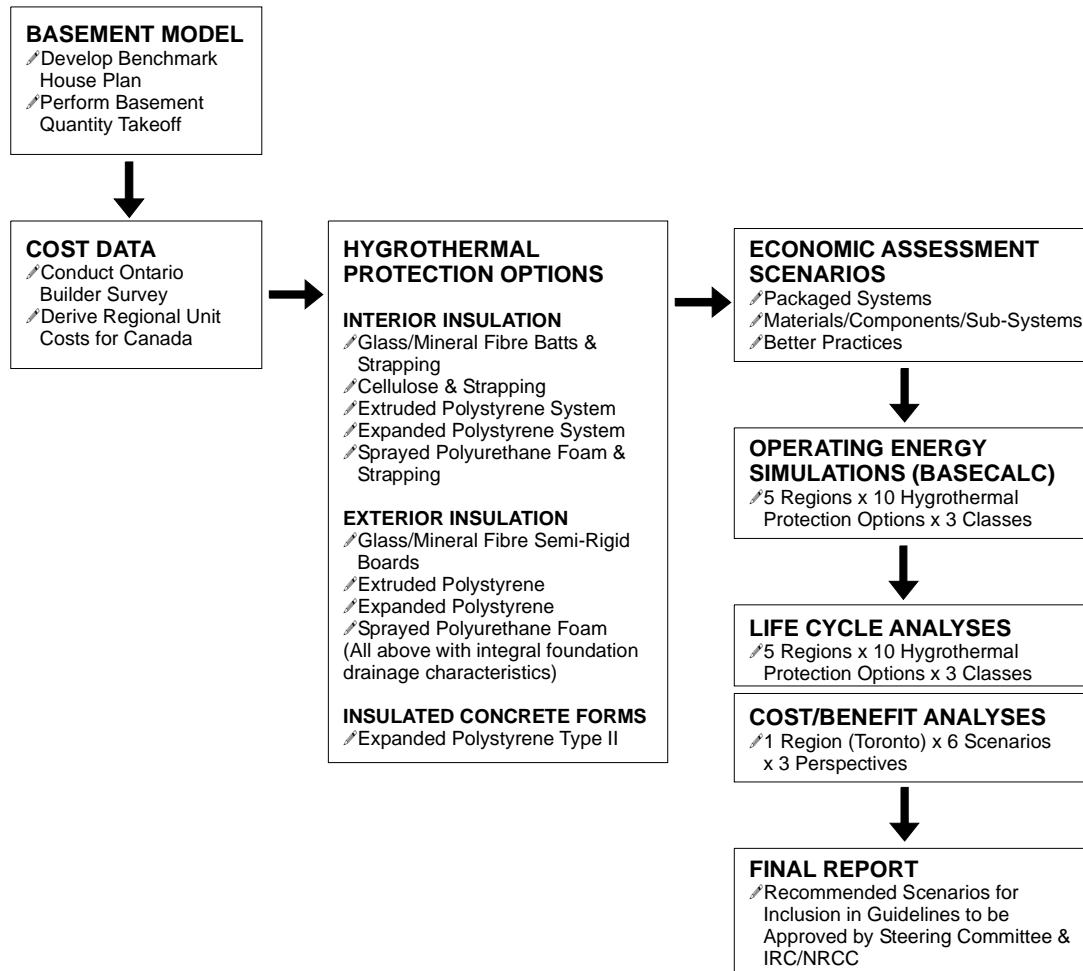 BASEMENT MODEL
Develop Benchmark
House Plan
Perform Basement
Quantity Takeoff
COST DATA
Conduct Ontario
Builder Survey
Derive Regional Unit
Costs for Canada
HYGROTHERMAL
PROTECTION OPTIONS
INTERIOR INSULATION
Glass/Mineral Fibre Batts &
Strapping
Cellulose & Strapping
Extruded Polystyrene System
Expanded Polystyrene System
Sprayed Polyurethane Foam &
Strapping
EXTERIOR INSULATION
Glass/Mineral Fibre Semi-Rigid
Boards
Extruded Polystyrene
Expanded Polystyrene
Sprayed Polyurethane Foam
(All above with integral foundation
drainage characteristics)
INSULATED CONCRETE FORMS
Expanded Polystyrene Type II
ECONOMIC ASSESSMENT
SCENARIOS
Packaged Systems
Materials/Components/Sub-Systems
Better Practices
OPERATING ENERGY
SIMULATIONS (BASECALC)
5 Regions x 10 Hygrothermal
Protection Options x 3 Classes
LIFE CYCLE ANALYSES
5 Regions x 10 Hygrothermal
Protection Options x 3 Classes
COST/BENEFIT ANALYSES
1 Region (Toronto) x 6 Scenarios
x 3 Perspectives
FINAL REPORT
Recommended Scenarios for
Inclusion in Guidelines to be
Approved by Steering Committee &
IRC/NRCC